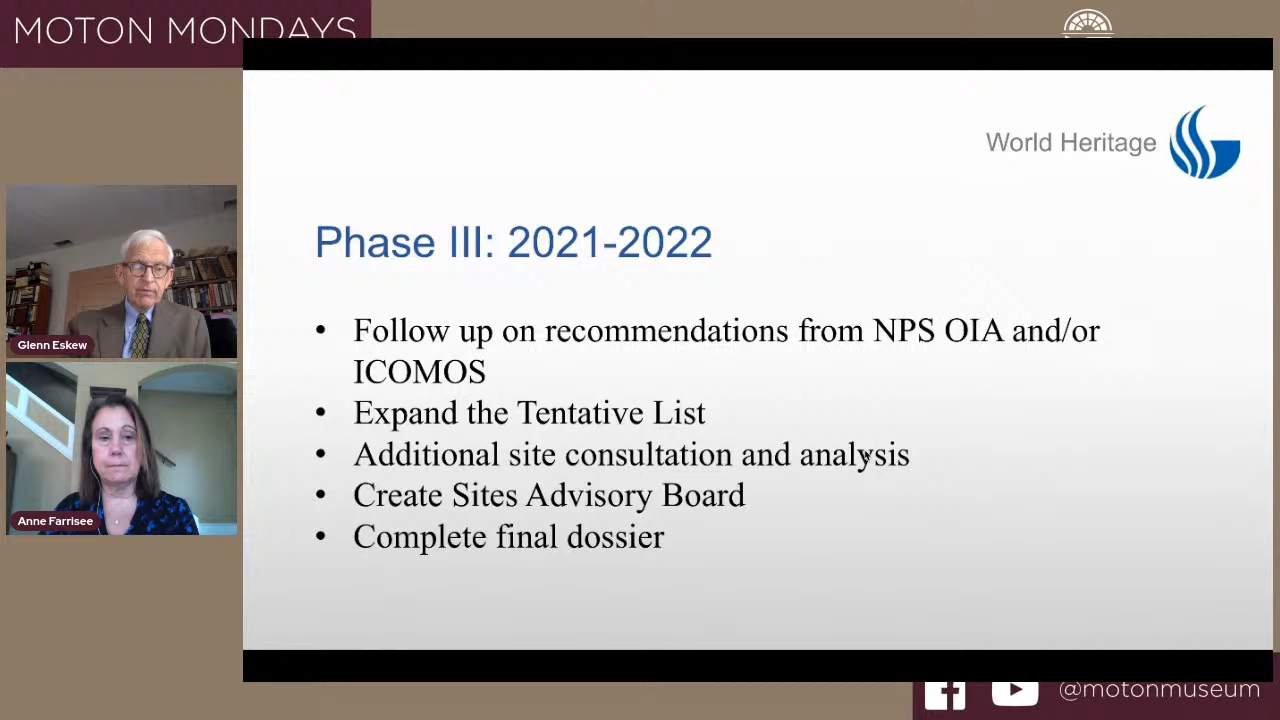 MOTON MONDAYS
World Heritage
Phase III: 2021-2022
• Follow up on recommendations from NPS OIA and/or
ICOMOS
• Expand the Tentative List
• Additional site consultation and analysis
• Create Sites Advisory Board
• Complete final dossier
Glenn Eskew
Anne Farrisee
@motonmuseum